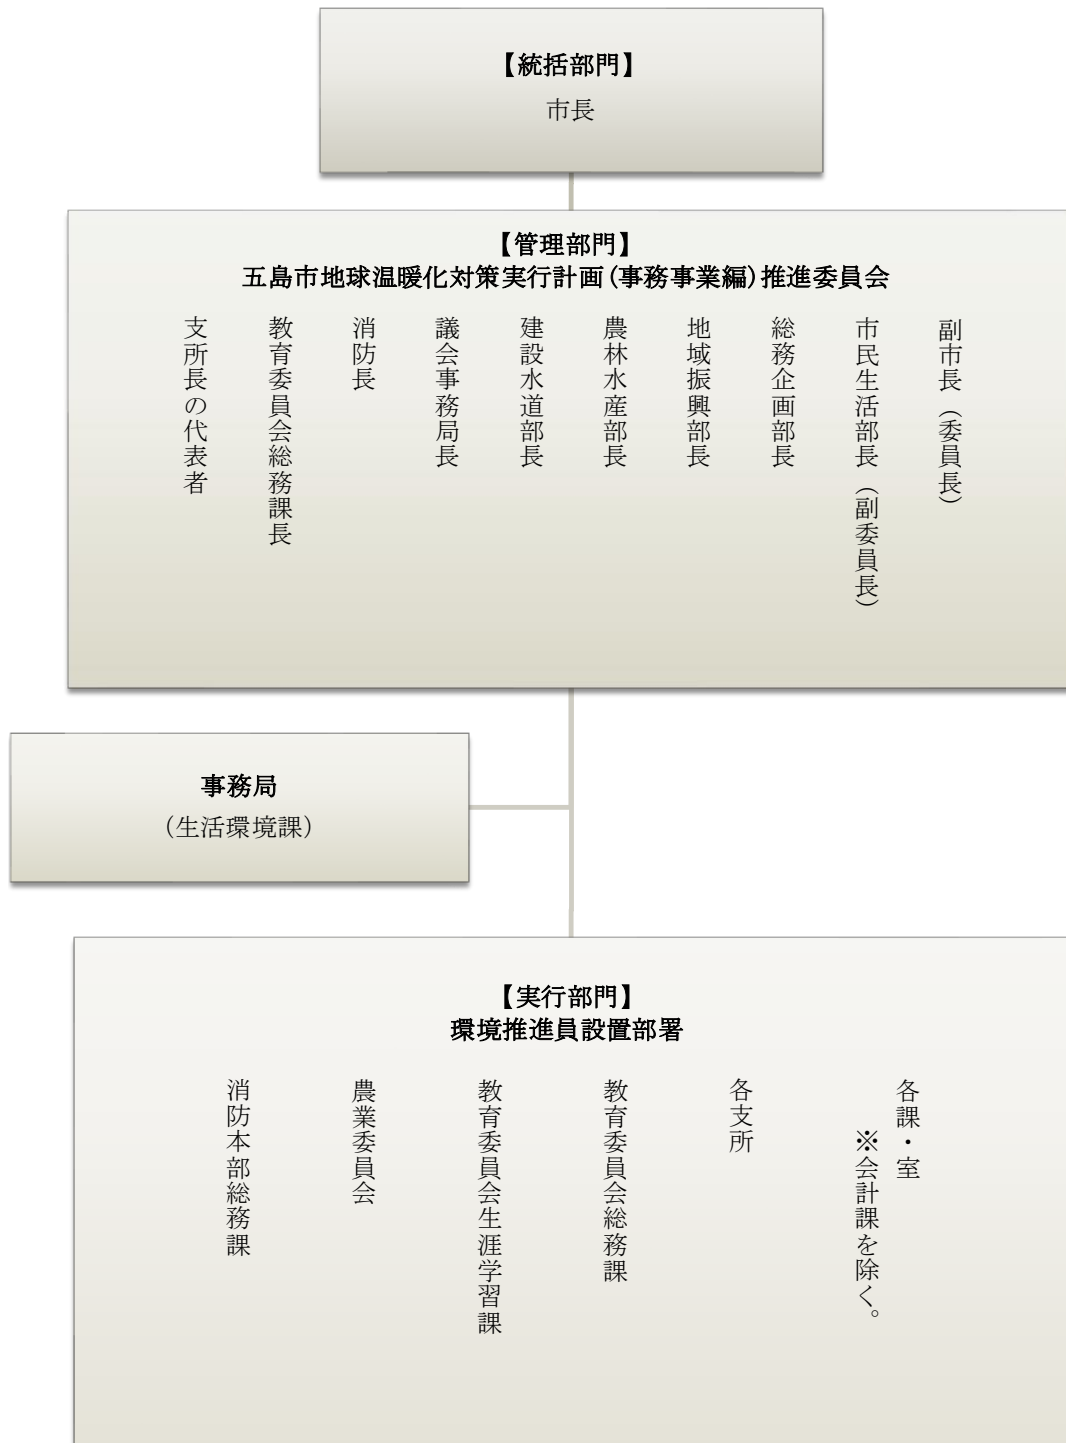 【統括部門】
市長
【管理部門】
五島市地球温暖化対策実行計画(事務事業編)推進委員会
副市長（委員長）
市民生活部長（副委員長）
総務企画部長
地域振興部長
農林水産部長
建設水道部長
議会事務局長
消防長
教育委員会総務課長
支所長の代表者
事務局
（生活環境課）
【実行部門】
環境推進員設置部署
各課・室
※会計課を除く。
各支所
教育委員会総務課
教育委員会生涯学習課
農業委員会
消防本部総務課